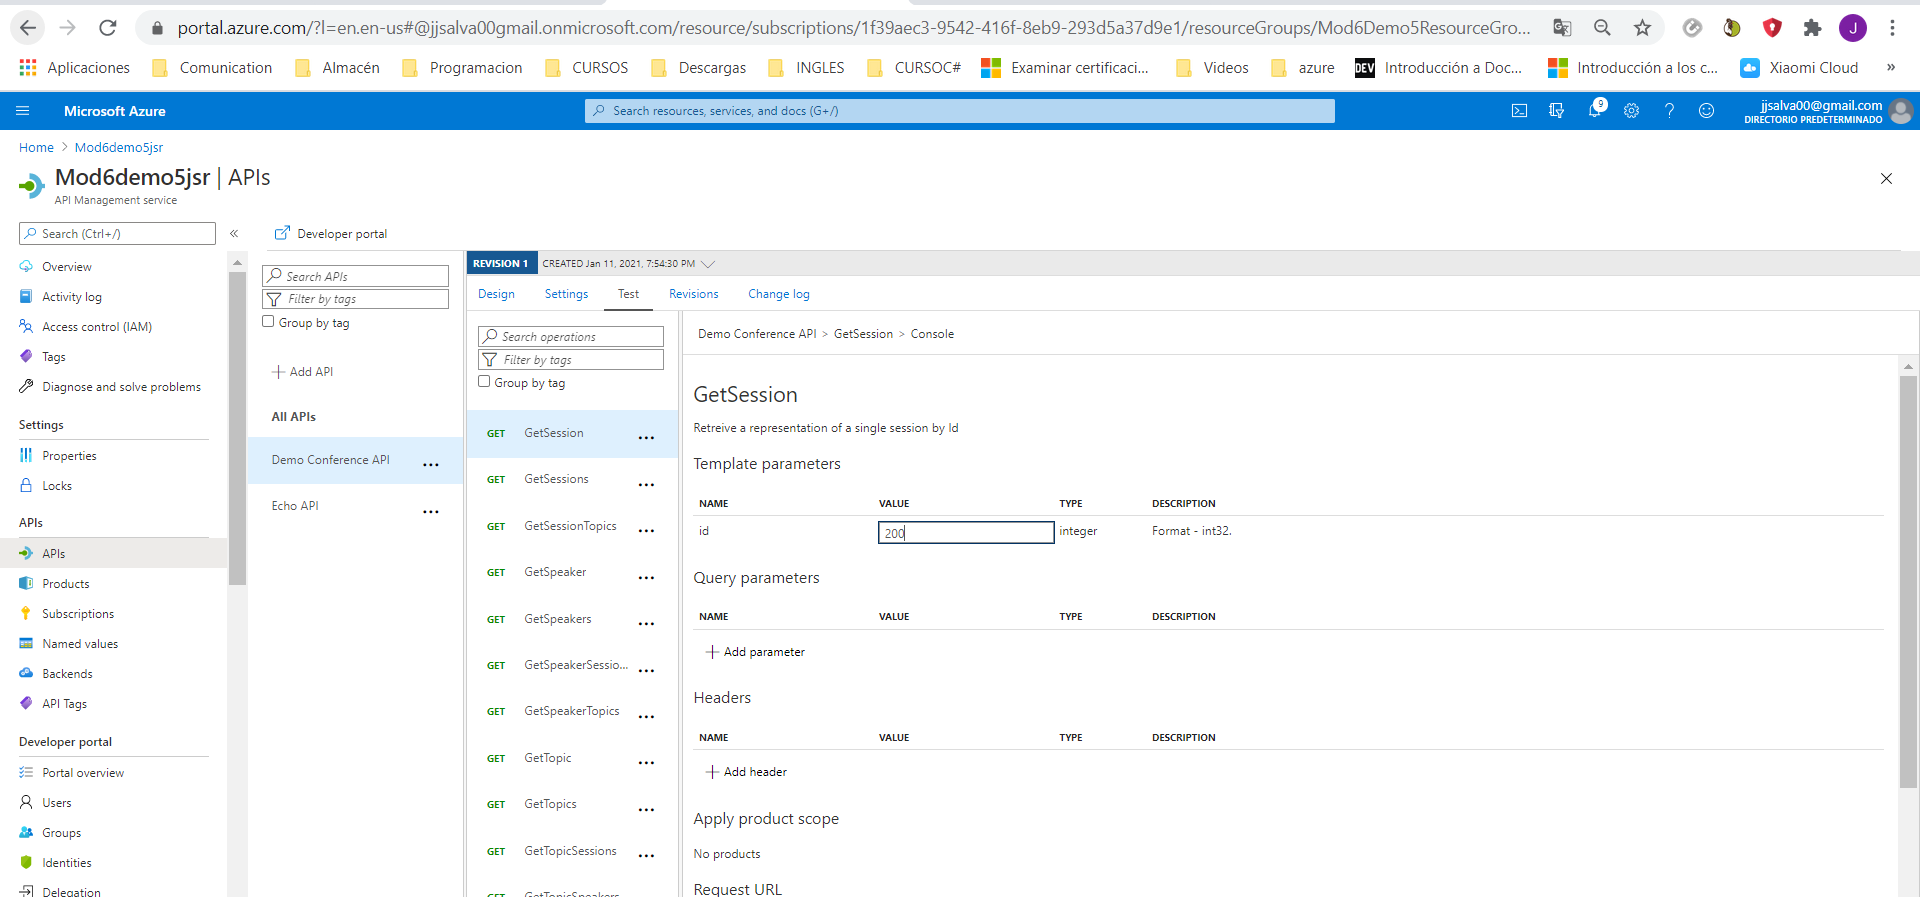 portal.azure.com/?l=en.en-us#@jjsalva00gmail.onmicrosoft.com/resource/subscriptions/1f39aec3-9542-416f-8eb9-293d5a37d9e1/resourceGroups/Mod6Demo5ResourceGro...
J
Aplicaciones Comunication Almacén Programacion CURSOS Descargas INGLES CURSOC# Examinar certificaci... Videos azure DEV Introducción a Doc... Introducción a los c... Xiaomi Cloud »
Microsoft Azure
Search resources, services, and docs (G+/)
9
jjsalva00@gmail.com
DIRECTORIO PREDETERMINADO
Home > Mod6demo5jsr
Mod6demo5jsr | APIs
API Management service
Search (Ctrl+/)
«
Overview
Activity log
Access control (IAM)
Tags
Diagnose and solve problems
Settings
Properties
Locks
APIs
APIs
Products
Subscriptions
Named values
Backends
API Tags
Developer portal
Portal overview
Users
Groups
Identities
Delegation
Developer portal
Search APIs
Filter by tags
Group by tag
Add API
All APIs
Demo Conference API ...
Echo API ...
REVISION 1 CREATED Jan 11, 2021, 7:54:30 PM
Design Settings Test Revisions Change log
Search operations
Filter by tags
Group by tag
GET GetSession ...
GET GetSessions ...
GET GetSessionTopics ...
GET GetSpeaker ...
GET GetSpeakers ...
GET GetSpeakerSessio... ...
GET GetSpeakerTopics ...
GET GetTopic ...
GET GetTopics ...
GET GetTopicSessions ...
GET GetTopicSpeakers
Demo Conference API > GetSession > Console
GetSession
Retreive a representation of a single session by Id
Template parameters
NAME VALUE TYPE DESCRIPTION
id 200 integer Format - int32.
Query parameters
NAME VALUE TYPE DESCRIPTION
Add parameter
Headers
NAME VALUE TYPE DESCRIPTION
Add header
Apply product scope
No products
Request URL